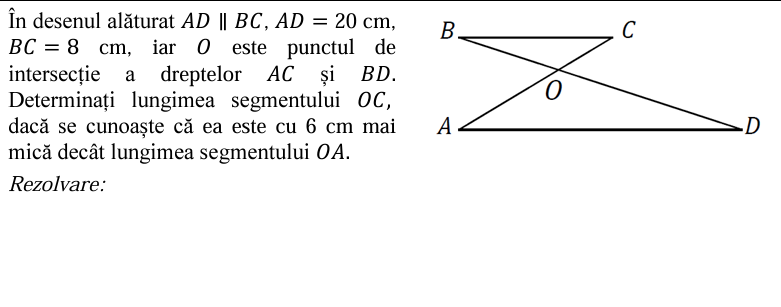 În desenul alăturat AD ∥ BC, AD = 20 cm,
BC = 8 cm, iar O este punctul de
intersecție a dreptelor AC și BD.
Determinați lungimea segmentului OC,
dacă se cunoaște că ea este cu 6 cm mai
mică decât lungimea segmentului OA.
Rezolvare:
B
C
O
A
D